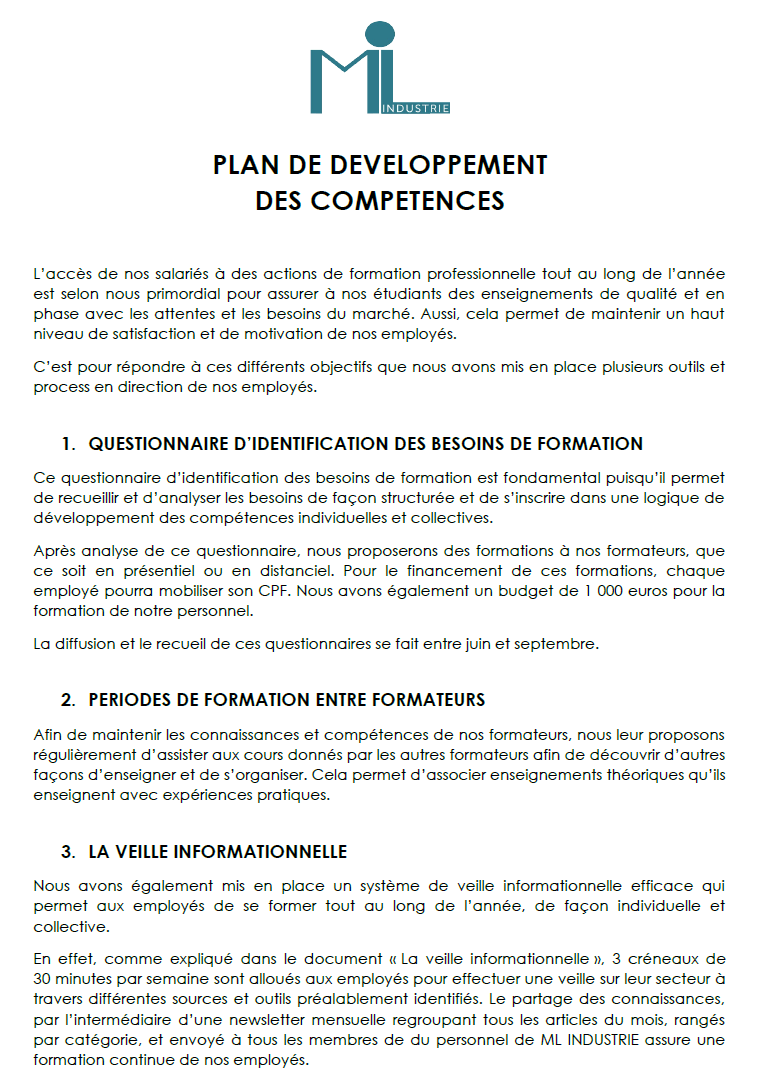 ML
INDUSTRIE
PLAN DE DEVELOPPEMENT
DES COMPETENCES
L'accès de nos salariés à des actions de formation professionnelle tout au long de l'année
est selon nous primordial pour assurer à nos étudiants des enseignements de qualité et en
phase avec les attentes et les besoins du marché. Aussi, cela permet de maintenir un haut
niveau de satisfaction et de motivation de nos employés.
C'est pour répondre à ces différents objectifs que nous avons mis en place plusieurs outils et
process en direction de nos employés.
1. QUESTIONNAIRE D'IDENTIFICATION DES BESOINS DE FORMATION
Ce questionnaire d'identification des besoins de formation est fondamental puisqu'il permet
de recueillir et d'analyser les besoins de façon structurée et de s'inscrire dans une logique de
développement des compétences individuelles et collectives.
Après analyse de ce questionnaire, nous proposerons des formations à nos formateurs, que
ce soit en présentiel ou en distanciel. Pour le financement de ces formations, chaque
employé pourra mobiliser son CPF. Nous avons également un budget de 1 000 euros pour la
formation de notre personnel.
La diffusion et le recueil de ces questionnaires se fait entre juin et septembre.
2. PERIODES DE FORMATION ENTRE FORMATEURS
Afin de maintenir les connaissances et compétences de nos formateurs, nous leur proposons
régulièrement d'assister aux cours donnés par les autres formateurs afin de découvrir d'autres
façons d'enseigner et de s'organiser. Cela permet d'associer enseignements théoriques qu'ils
enseignent avec expériences pratiques.
3. LA VEILLE INFORMATIONNELLE
Nous avons également mis en place un système de veille informationnelle efficace qui
permet aux employés de se former tout au long de l'année, de façon individuelle et
collective.
En effet, comme expliqué dans le document « La veille informationnelle », 3 créneaux de
30 minutes par semaine sont alloués aux employés pour effectuer une veille sur leur secteur à
travers différentes sources et outils préalablement identifiés. Le partage des connaissances,
par l'intermédiaire d'une newsletter mensuelle regroupant tous les articles du mois, rangés
par catégorie, et envoyé à tous les membres de du personnel de ML INDUSTRIE assure une
formation continue de nos employés.